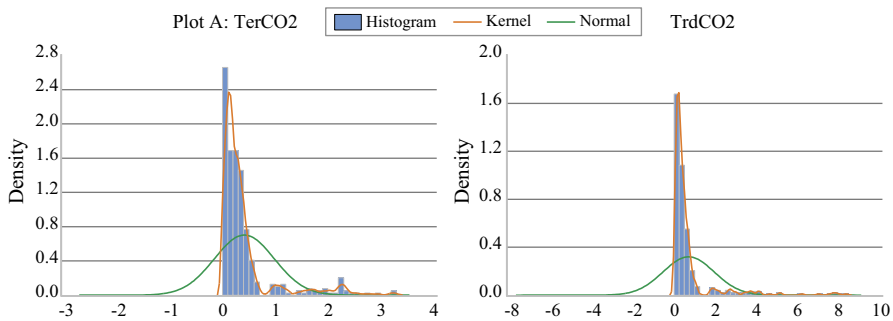 Plot A: TerCO2 Histogram Kernel Normal TrdCO2
2.8
2.4
2.0
1.6
1.2
0.8
0.4
0.0
Density
-3 -2 -1 0 1 2 3 4
2.0
1.6
1.2
0.8
0.4
0.0
Density
-8 -6 -4 -2 0 2 4 6 8 10